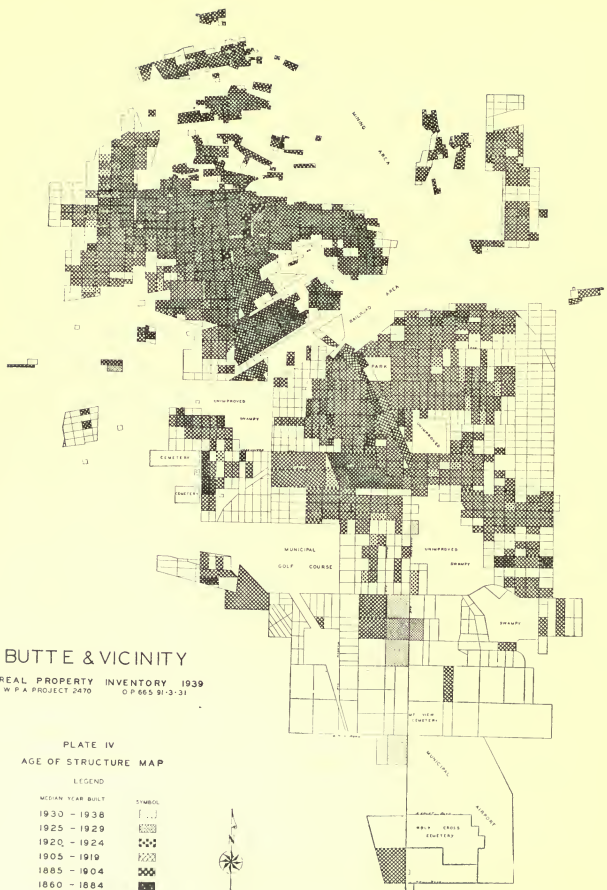 MINING
AREA
RAILROAD AREA
PARK
UNIMPROVED
SWAMPY
UNIMPROVED
CEMETERY
CEMETERY
MUNICIPAL
GOLF COURSE
UNIMPROVED
SWAMPY
SWAMPY
BUTTE & VICINITY
REAL PROPERTY INVENTORY 1939
W P A PROJECT 2470 O P 665 91-3-31
MT VIEW
CEMETERY
PLATE IV
AGE OF STRUCTURE MAP
MUNICIPAL
AIRPORT
LEGEND
MEDIAN YEAR BUILT SYMBOL
1930 - 1938
1925 - 1929
1920 - 1924
1905 - 1919
1885 - 1904
1860 - 1884
HOLY CROSS
CEMETERY